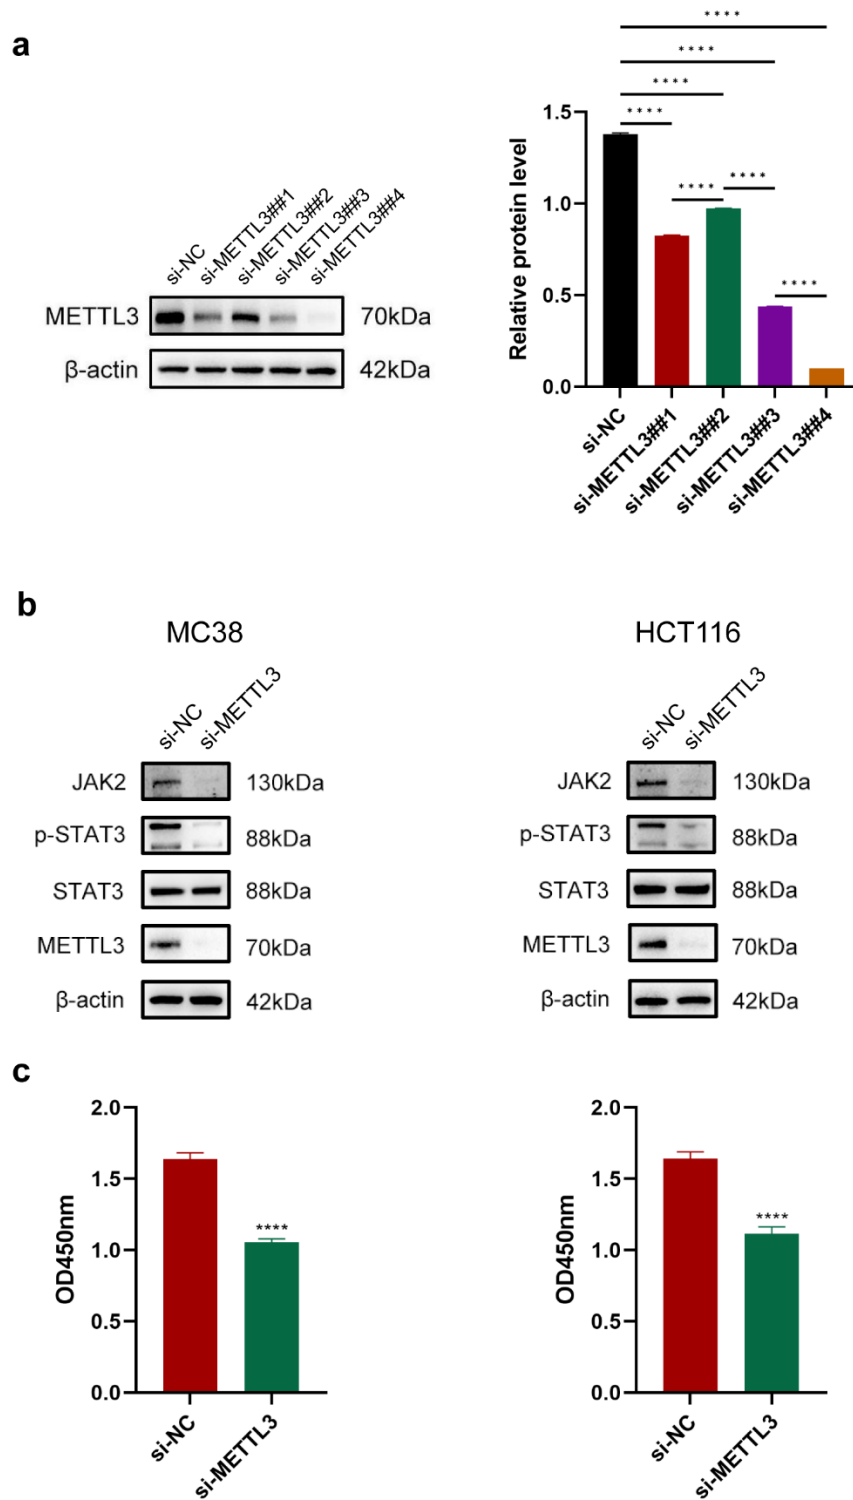 a
si-NC
si-METTL3##1
si-METTL3##2
si-METTL3##3
si-METTL3##4
METTL3
70kDa
β-actin
42kDa
****
****
****
****
****
****
****
Relative protein level
1.5
1.0
0.5
0.0
si-NC
si-METTL3##1
si-METTL3##2
si-METTL3##3
si-METTL3##4
b
MC38
si-NC
si-METTL3
JAK2
130kDa
p-STAT3
88kDa
STAT3
88kDa
METTL3
70kDa
β-actin
42kDa
HCT116
si-NC
si-METTL3
JAK2
130kDa
p-STAT3
88kDa
STAT3
88kDa
METTL3
70kDa
β-actin
42kDa
c
OD450nm
2.0
1.5
1.0
0.5
0.0
****
si-NC
si-METTL3
OD450nm
2.0
1.5
1.0
0.5
0.0
****
si-NC
si-METTL3